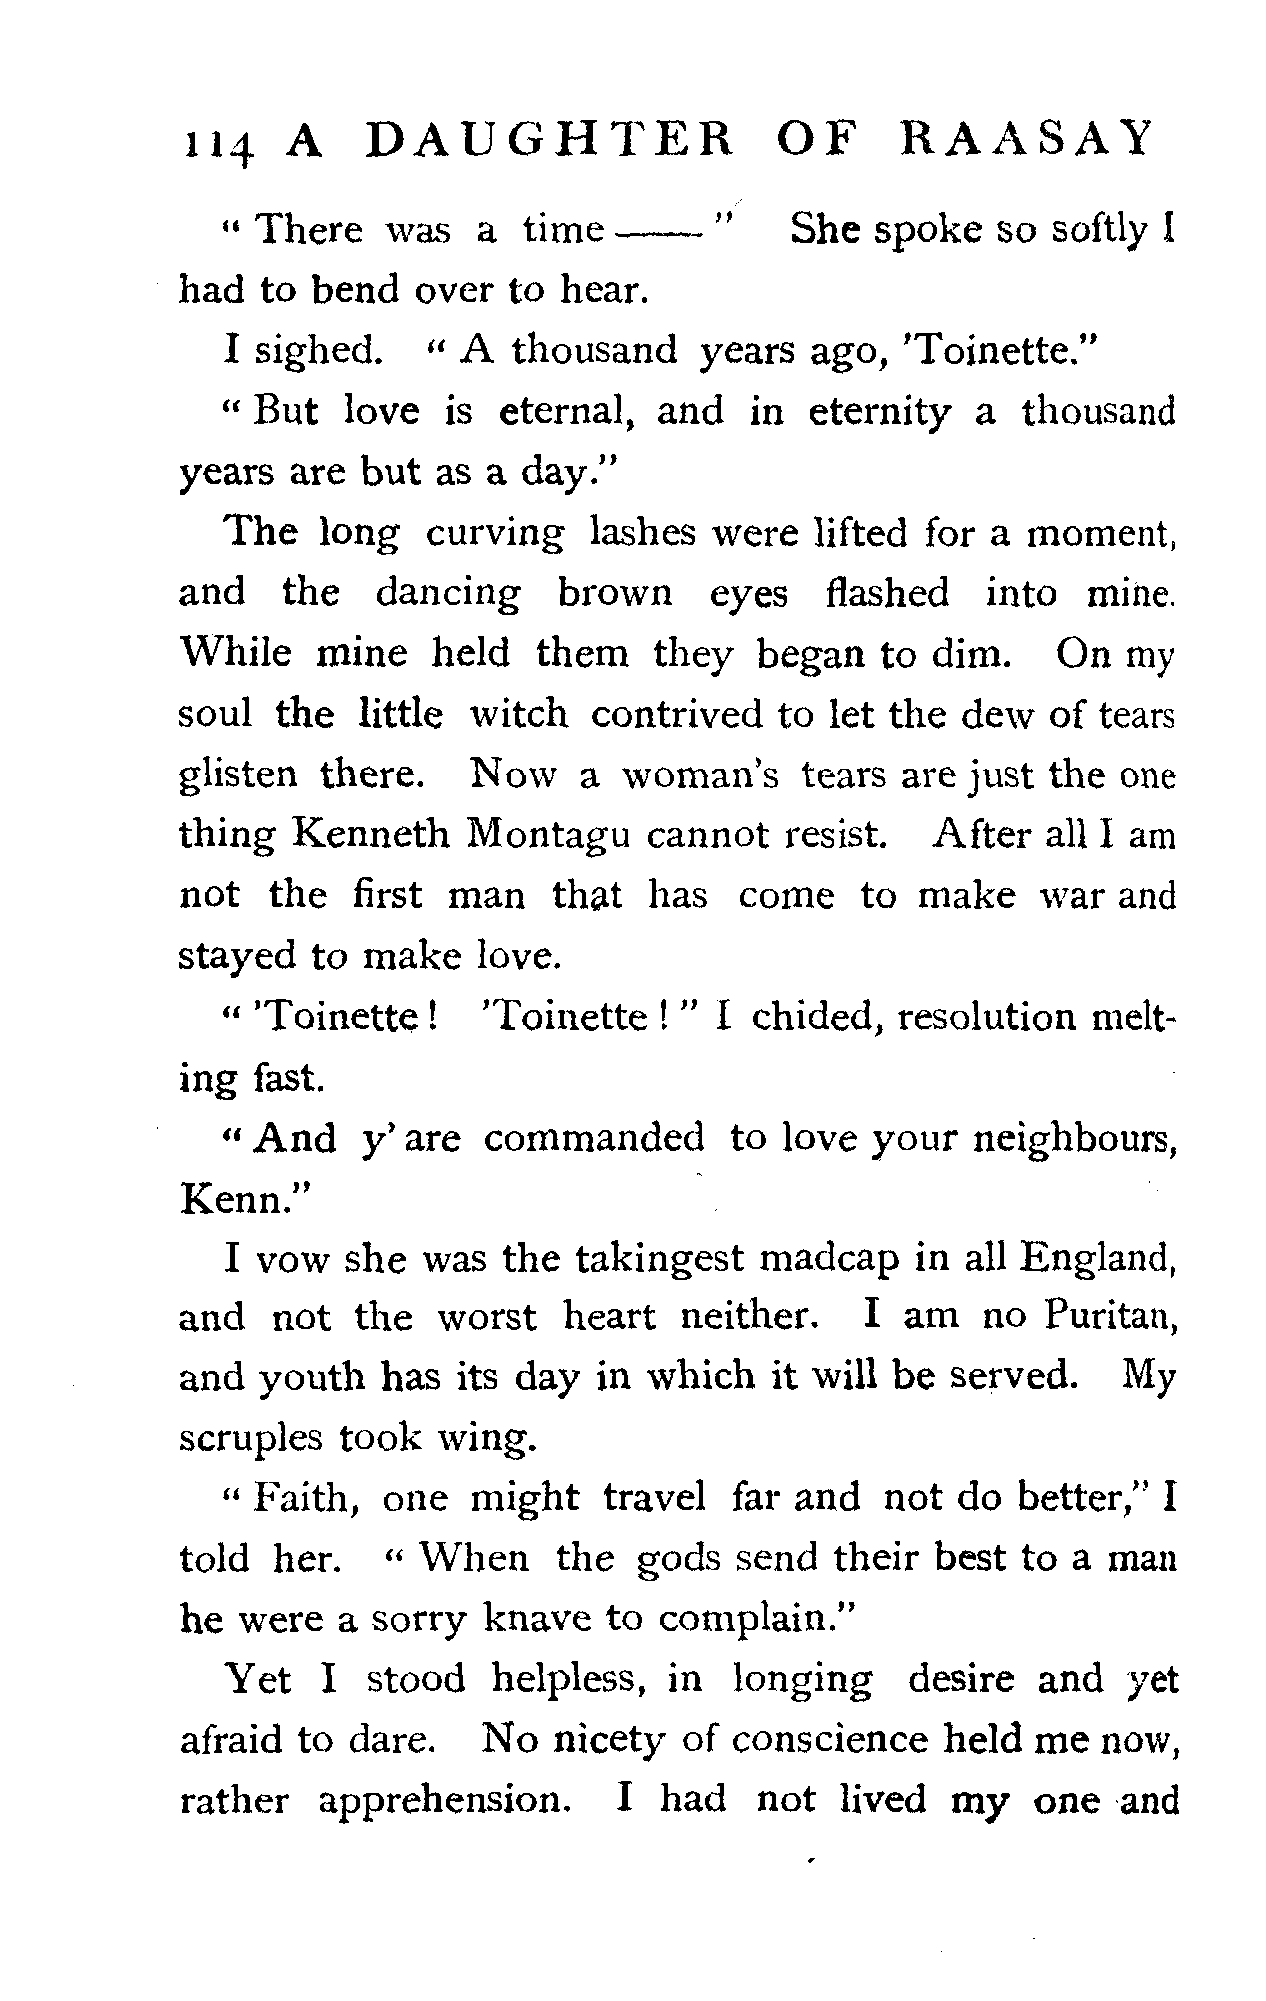 114 A DAUGHTER OF RAASAY
“ There was a time —— ” She spoke so softly I
had to bend over to hear.
I sighed. “ A thousand years ago, ’Toinette.”
“ But love is eternal, and in eternity a thousand
years are but as a day.”
The long curving lashes were lifted for a moment,
and the dancing brown eyes flashed into mine.
While mine held them they began to dim. On my
soul the little witch contrived to let the dew of tears
glisten there. Now a woman’s tears are just the one
thing Kenneth Montagu cannot resist. After all I am
not the first man that has come to make war and
stayed to make love.
“ ’Toinette ! ’Toinette ! ” I chided, resolution melt-
ing fast.
“ And y’ are commanded to love your neighbours,
Kenn.”
I vow she was the takingest madcap in all England,
and not the worst heart neither. I am no Puritan,
and youth has its day in which it will be served. My
scruples took wing.
“ Faith, one might travel far and not do better,” I
told her. “ When the gods send their best to a man
he were a sorry knave to complain.”
Yet I stood helpless, in longing desire and yet
afraid to dare. No nicety of conscience held me now,
rather apprehension. I had not lived my one and